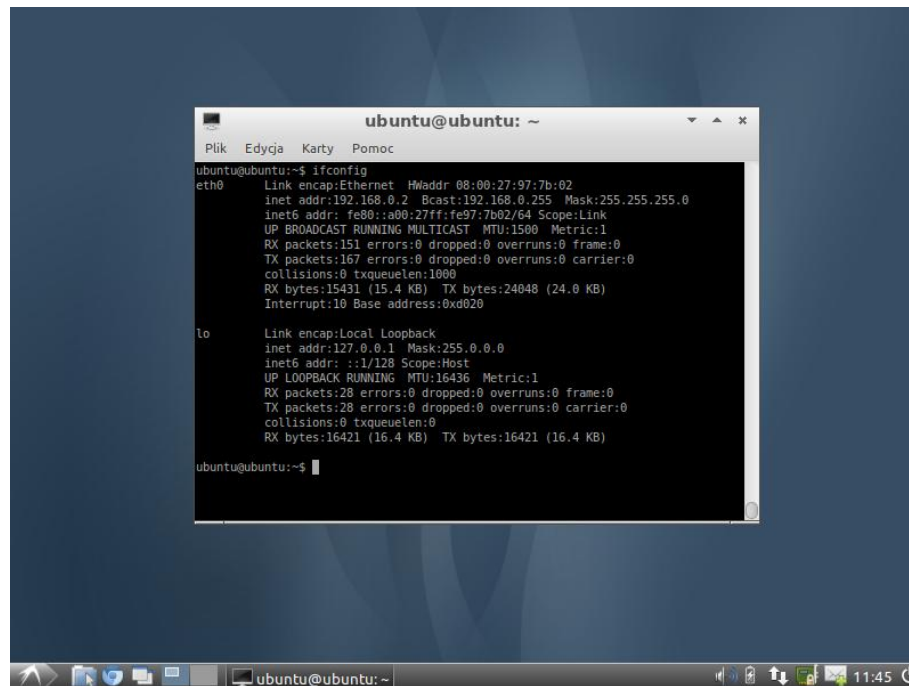 ubuntu@ubuntu: ~
Plik Edycja Karty Pomoc
ubuntu@ubuntu:~$ ifconfig
eth0 Link encap:Ethernet HWaddr 08:00:27:97:7b:02
inet addr:192.168.0.2 Bcast:192.168.0.255 Mask:255.255.255.0
inet6 addr: fe80::a00:27ff:fe97:7b02/64 Scope:Link
UP BROADCAST RUNNING MULTICAST MTU:1500 Metric:1
RX packets:151 errors:0 dropped:0 overruns:0 frame:0
TX packets:167 errors:0 dropped:0 overruns:0 carrier:0
collisions:0 txqueuelen:1000
RX bytes:15431 (15.4 KB) TX bytes:24048 (24.0 KB)
Interrupt:10 Base address:0xd020
lo Link encap:Local Loopback
inet addr:127.0.0.1 Mask:255.0.0.0
inet6 addr: ::1/128 Scope:Host
UP LOOPBACK RUNNING MTU:16436 Metric:1
RX packets:28 errors:0 dropped:0 overruns:0 frame:0
TX packets:28 errors:0 dropped:0 overruns:0 carrier:0
collisions:0 txqueuelen:0
RX bytes:16421 (16.4 KB) TX bytes:16421 (16.4 KB)
ubuntu@ubuntu:~$
ubuntu@ubuntu: ~ 11:45